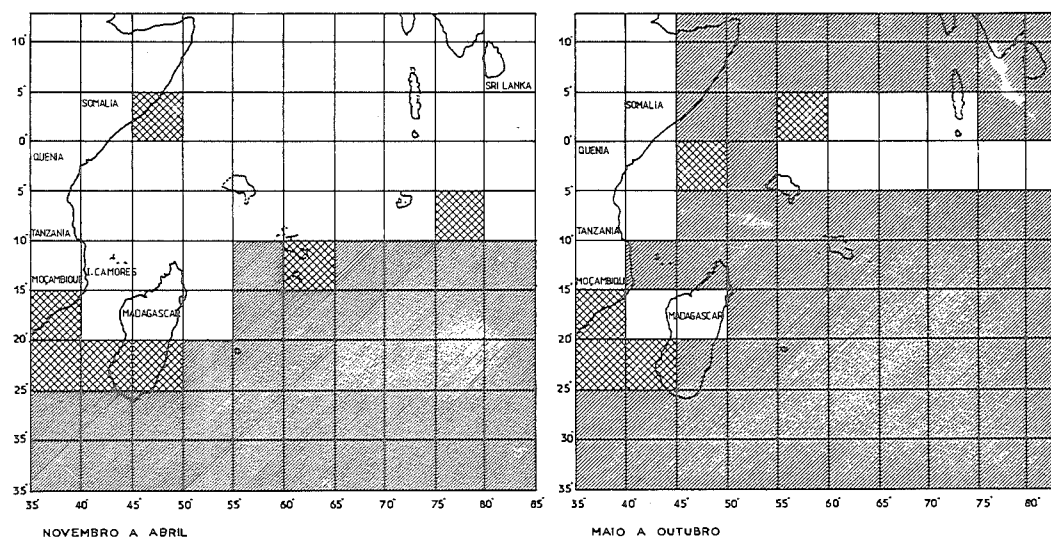 10°
5°
0°
5°
10°
15°
20°
25°
35°
35°
35° 40 45 50 55 60 65 70 75 80 85
SOMALIA
SRI LANKA
QUENIA
TANZANIA
I. CAMORES
MOÇAMBIQUE
MADAGASCAR
NOVEMBRO A ABRIL
10°
5°
0°
5°
10°
15°
20°
25°
30
35°
35 40 45 50 55 60 65 70 75 80
SOMALIA
QUENIA
TANZANIA
MOÇAMBIQUE
MADAGASCAR
MAIO A OUTUBRO